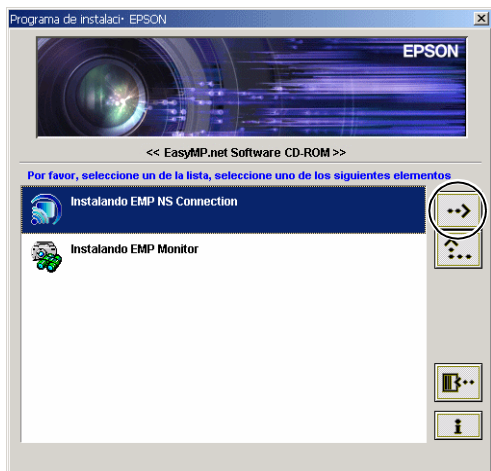 Programa de instalaci· EPSON
EPSON
<< EasyMP.net Software CD-ROM >>
Por favor, seleccione un de la lista, seleccione uno de los siguientes elementos
Instalando EMP NS Connection
Instalando EMP Monitor